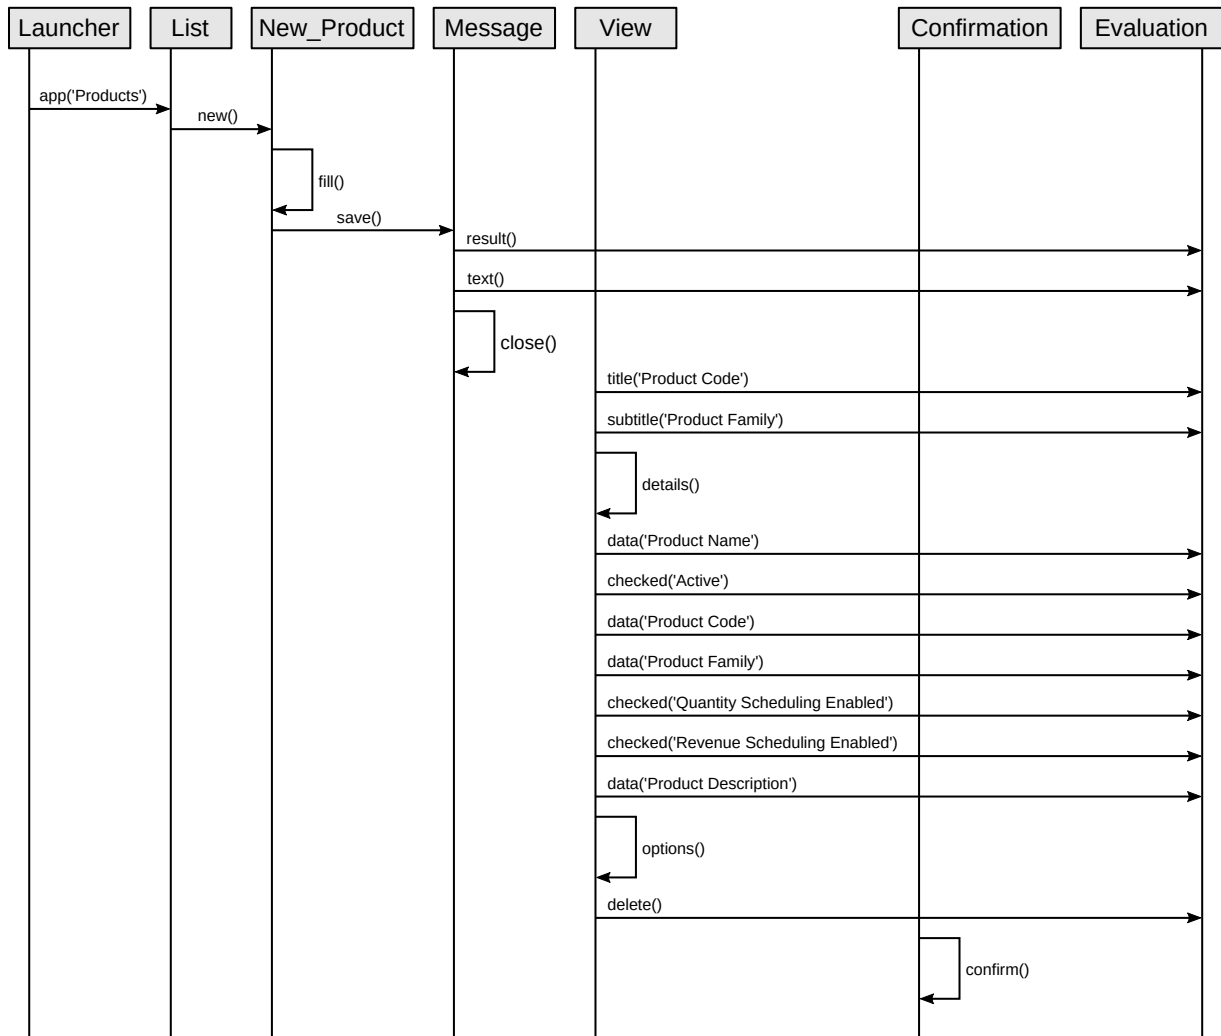 Launcher
List
New_Product
Message
View
Confirmation
Evaluation
app('Products')
new()
fill()
save()
result()
text()
close()
title('Product Code')
subtitle('Product Family')
details()
data('Product Name')
checked('Active')
data('Product Code')
data('Product Family')
checked('Quantity Scheduling Enabled')
checked('Revenue Scheduling Enabled')
data('Product Description')
options()
delete()
confirm()